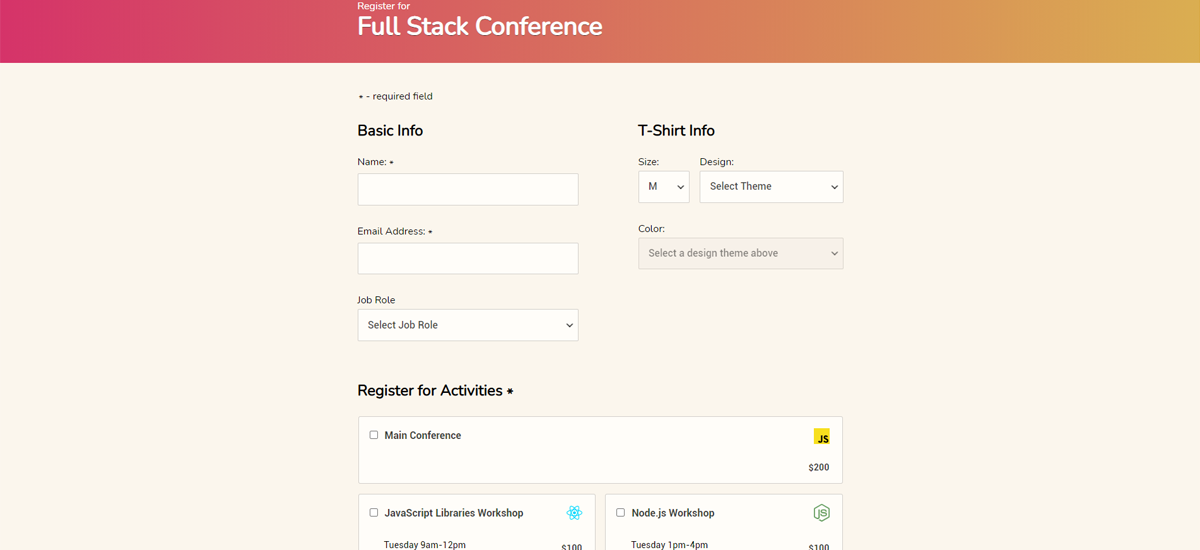 Register for
Full Stack Conference
* - required field
Basic Info
Name: *
Email Address: *
Job Role
Select Job Role
T-Shirt Info
Size:
Design:
M
Select Theme
Color:
Select a design theme above
Register for Activities *
Main Conference
JS
$200
JavaScript Libraries Workshop
Tuesday 9am-12pm
$100
Node.js Workshop
JS
Tuesday 1pm-4pm
$100